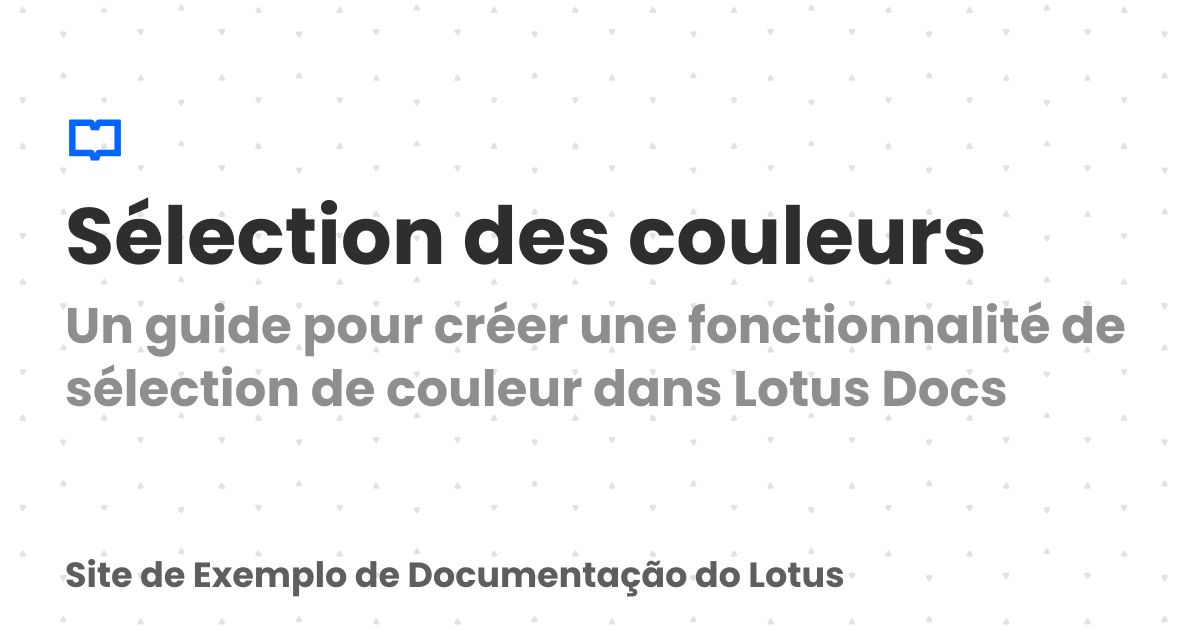 Sélection des couleurs
Un guide pour créer une fonctionnalité de
sélection de couleur dans Lotus Docs
Site de Exemplo de Documentação do Lotus